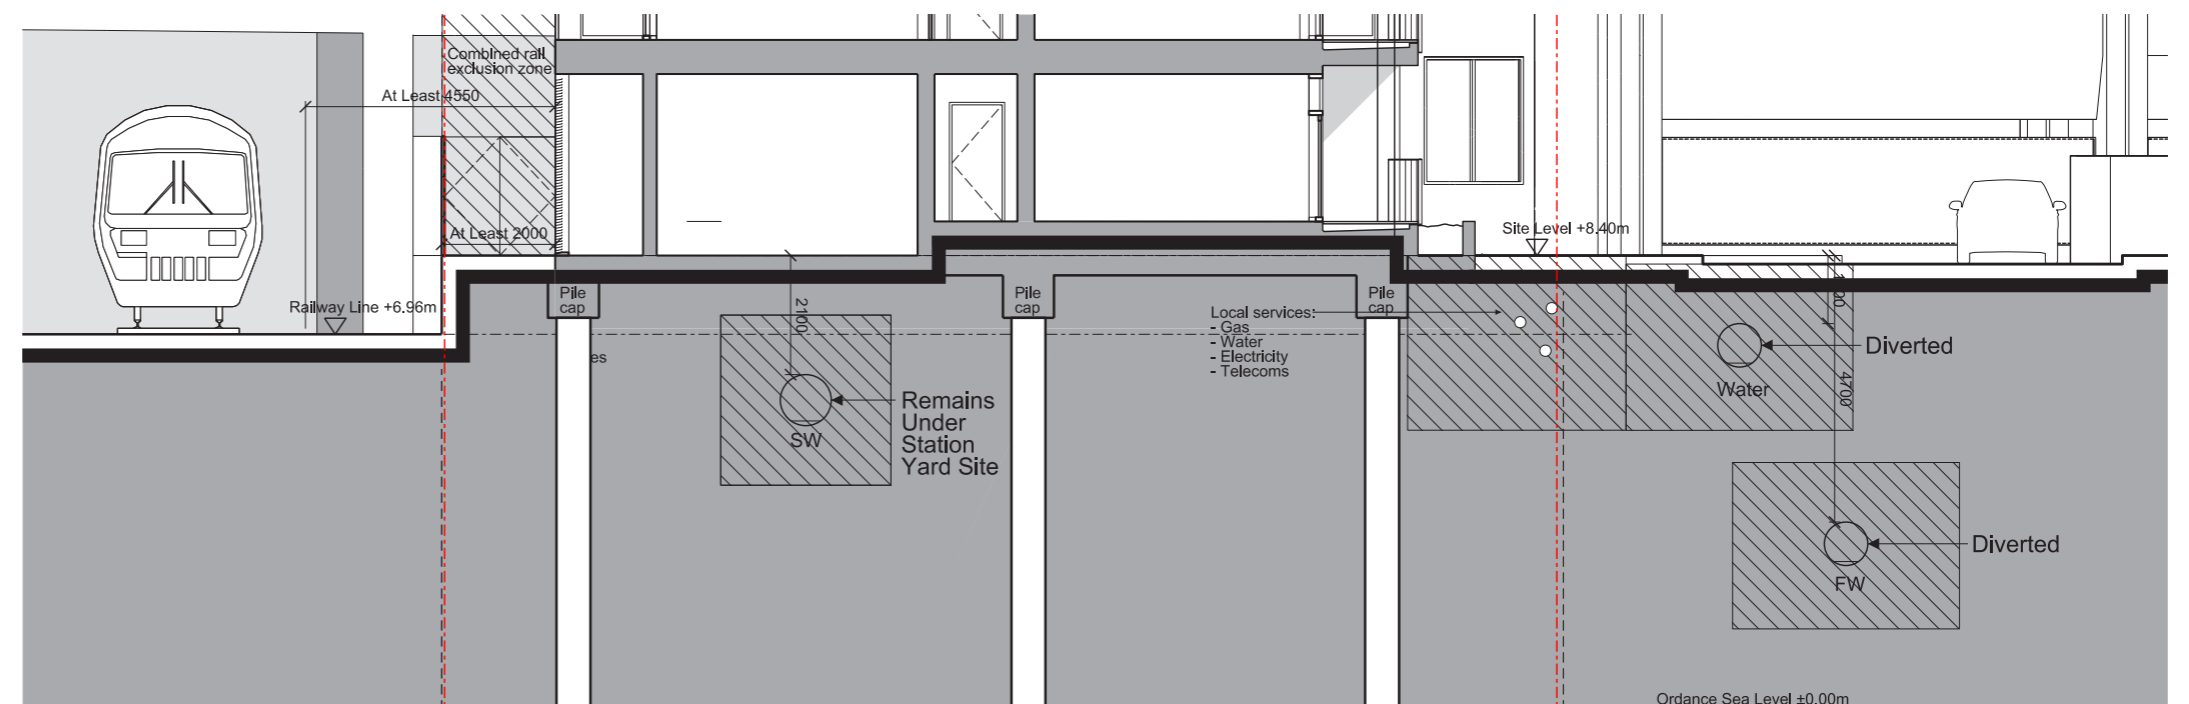 Combined rail
exclusion zone
At Least 4550
At Least 2000
Site Level +8.40m
Railway Line +6.96m
Pile
cap
Pile
cap
Pile
cap
2100
Local services:
- Gas
- Water
- Electricity
- Telecoms
es
Remains
Under
Station
Yard Site
SW
Diverted
Water
4700
Diverted
FW
Ordance Sea Level ±0.00m